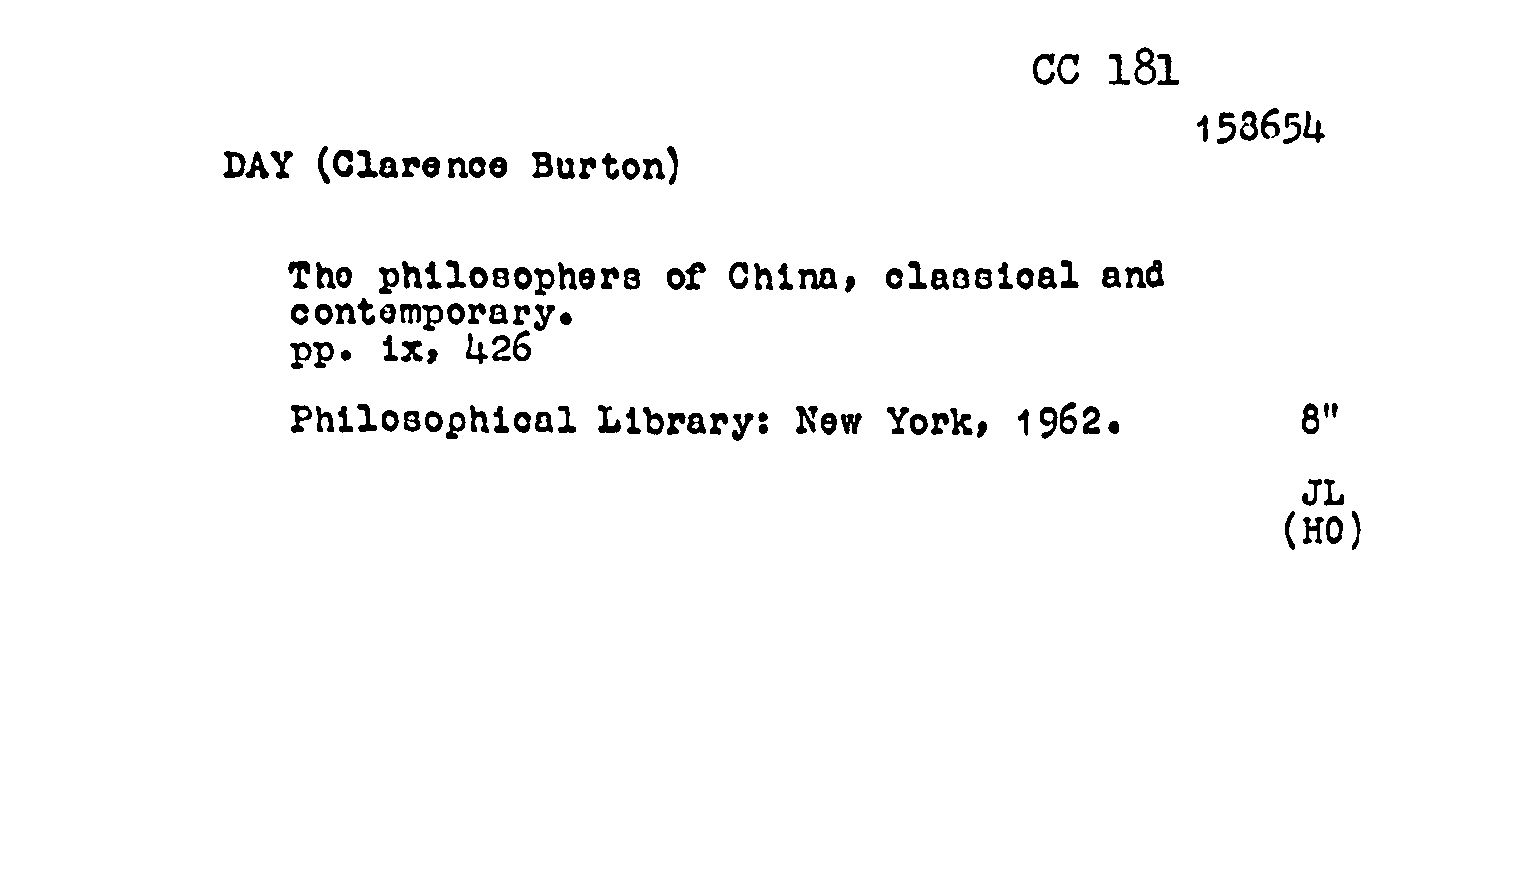 CC 181
158654
DAY (Clarence Burton)
The philosophers of China, classical and
contemporary.
pp. ix, 426
Philosophical Library: New York, 1962. 8"
JL
(HO)